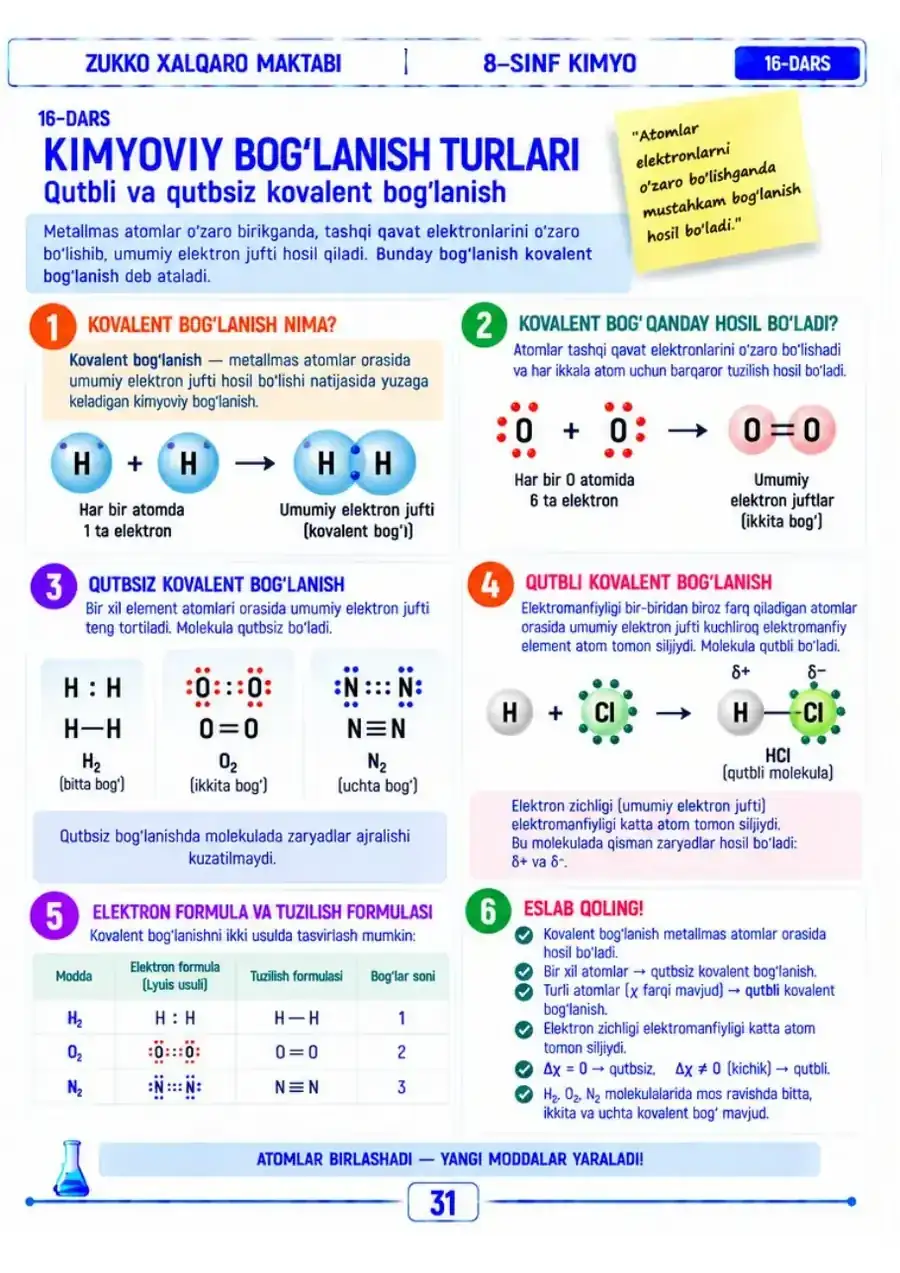 ZUKKO XALQARO MAKTABI | 8–SINF KIMYO
16–DARS
16–DARS
KIMYOVIY BOG‘LANISH TURLARI
Qutbli va qutbsiz kovalent bog‘lanish
"Atomlar
elektronlarni
o‘zaro bo‘lishganda
mustahkam bog‘lanish
hosil bo‘ladi."
Metallmas atomlar o‘zaro birikganda, tashqi qavat elektronlarini o‘zaro
bo‘lishib, umumiy elektron jufti hosil qiladi. Bunday bog‘lanish kovalent
bog‘lanish deb ataladi.
1 KOVALENT BOG‘LANISH NIMA?
Kovalent bog‘lanish — metallmas atomlar orasida
umumiy elektron jufti hosil bo‘lishi natijasida yuzaga
keladigan kimyoviy bog‘lanish.
H + H → H : H
Har bir atomda
1 ta elektron
Umumiy elektron jufti
(kovalent bog‘ı)
2 KOVALENT BOG‘ QANDAY HOSIL BO‘LADI?
Atomlar tashqi qavat elektronlarini o‘zaro bo‘lishadi
va har ikkala atom uchun barqaror tuzilish hosil bo‘ladi.
O + O → O=O
Har bir O atomida
6 ta elektron
Umumiy
elektron juftlar
(ikkita bog‘)
3 QUTBSIZ KOVALENT BOG‘LANISH
Bir xil element atomlari orasida umumiy elektron jufti
teng tortiladi. Molekula qutbsiz bo‘ladi.
H : H
:O:::O:
:N:::N:
H—H
O=O
N≡N
H₂
O₂
N₂
(bitta bog‘)
(ikkita bog‘)
(uchta bog‘)
Qutbsiz bog‘lanishda molekulada zaryadlar ajralishi
kuzatilmaydi.
4 QUTBLI KOVALENT BOG‘LANISH
Elektromanfiyligi bir-biridan biroz farq qiladigan atomlar
orasida umumiy elektron jufti kuchliroq elektromanfiy
element atom tomon siljiydi. Molekula qutbli bo‘ladi.
δ+ δ–
H + Cl → H—Cl
HCl
(qutbli molekula)
Elektron zichligi (umumiy elektron jufti)
elektromanfiyligi katta atom tomon siljiydi.
Bu molekulada qisman zaryadlar hosil bo‘ladi:
δ+ va δ⁻.
5 ELEKTRON FORMULA VA TUZILISH FORMULASI
Kovalent bog‘lanishni ikki usulda tasvirlash mumkin:
Modda
Elektron formula
(Lyuis usuli)
Tuzilish formulasi
Bog‘lar soni
H₂ H : H H—H 1
O₂ :O:::O: O=O 2
N₂ :N:::N: N≡N 3
6 ESLAB QOLING!
Kovalent bog‘lanish metallmas atomlar orasida
hosil bo‘ladi.
Bir xil atomlar → qutbsiz kovalent bog‘lanish.
Turli atomlar (χ farqi mavjud) → qutbli kovalent
bog‘lanish.
Elektron zichligi elektromanfiyligi katta atom
tomon siljiydi.
Δχ = 0 → qutbsiz, Δχ ≠ 0 (kichik) → qutbli.
H₂, O₂, N₂ molekulalarida mos ravishda bitta,
ikkita va uchta kovalent bog‘ mavjud.
ATOMLAR BIRLASHADI — YANGI MODDALAR YARALADI!
31